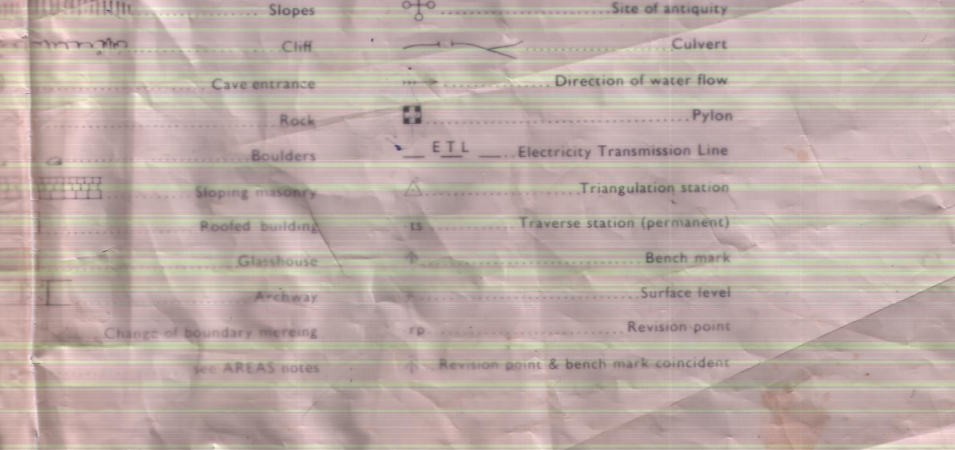 Slopes
Cliff
Cave entrance
Rock
Boulders
Sloping masonry
Roofed building
Glasshouse
Archway
Change of boundary mereing
see AREAS notes
Site of antiquity
Culvert
Direction of water flow
Pylon
E T L Electricity Transmission Line
Triangulation station
ts Traverse station (permanent)
Bench mark
Surface level
rp Revision point
Revision point & bench mark coincident